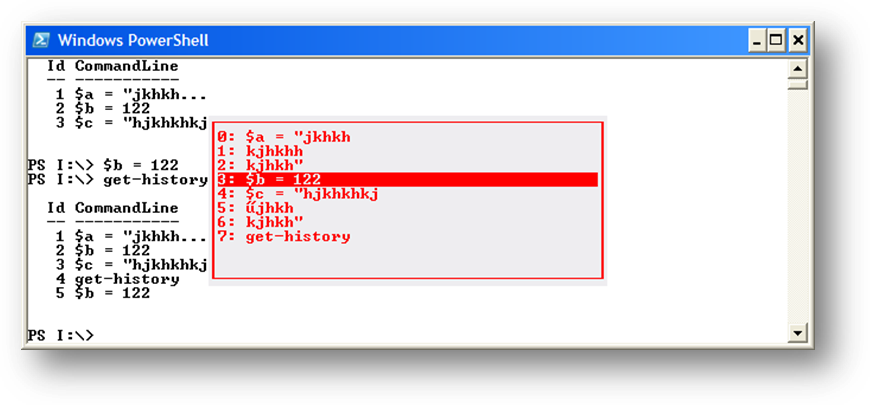 Windows PowerShell
Id CommandLine
-- -----------
1 $a = "jkhkh...
2 $b = 122
3 $c = "hjkhkhkj
PS I:\> $b = 122
PS I:\> get-history
Id CommandLine
-- -----------
1 $a = "jkhkh...
2 $b = 122
3 $c = "hjkhkhkj
4 get-history
5 $b = 122
PS I:\>
0: $a = "jkhkh
1: kjhkhh
2: kjhkh"
3: $b = 122
4: $c = "hjkhkhkj
5: űjhkh
6: kjhkh"
7: get-history